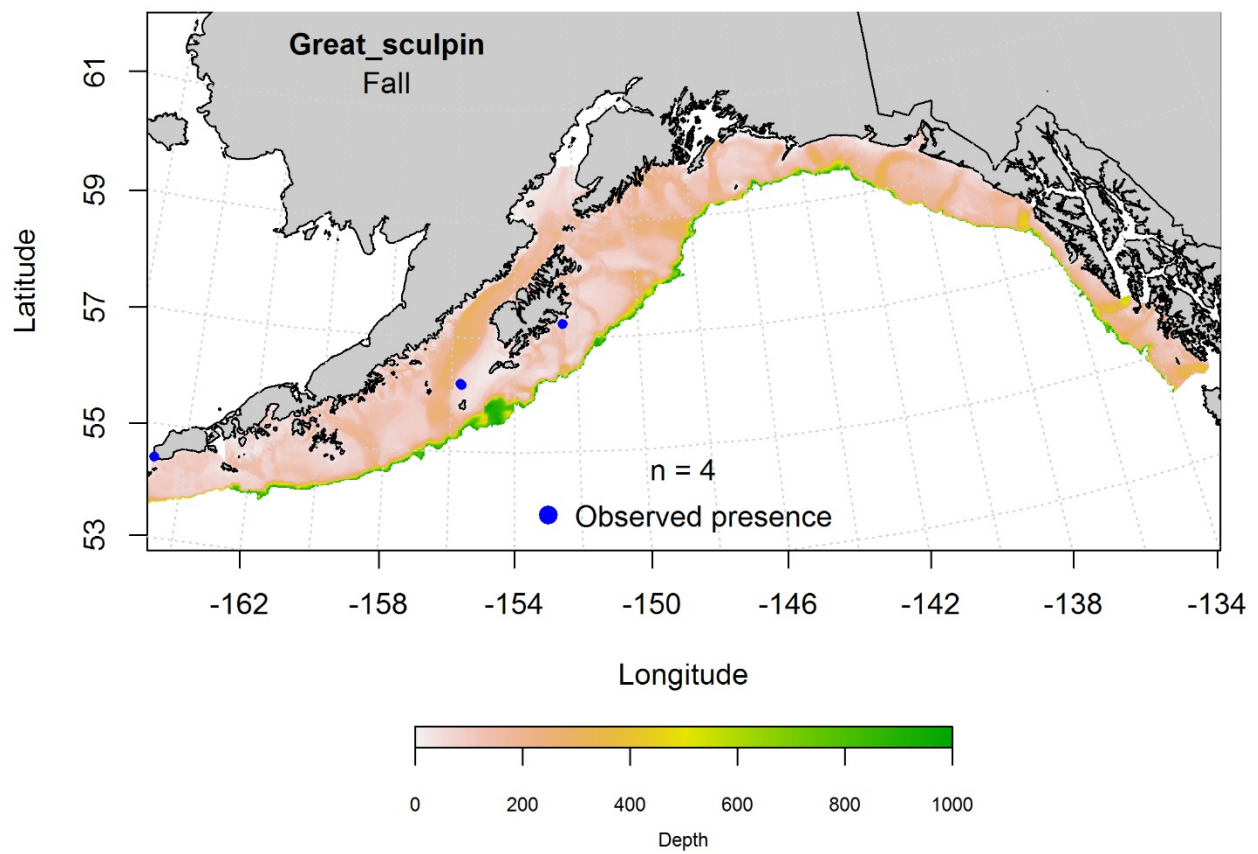 Great_sculpin
Fall
61
59
57
55
53
Latitude
n = 4
Observed presence
-162 -158 -154 -150 -146 -142 -138 -134
Longitude
0 200 400 600 800 1000
Depth